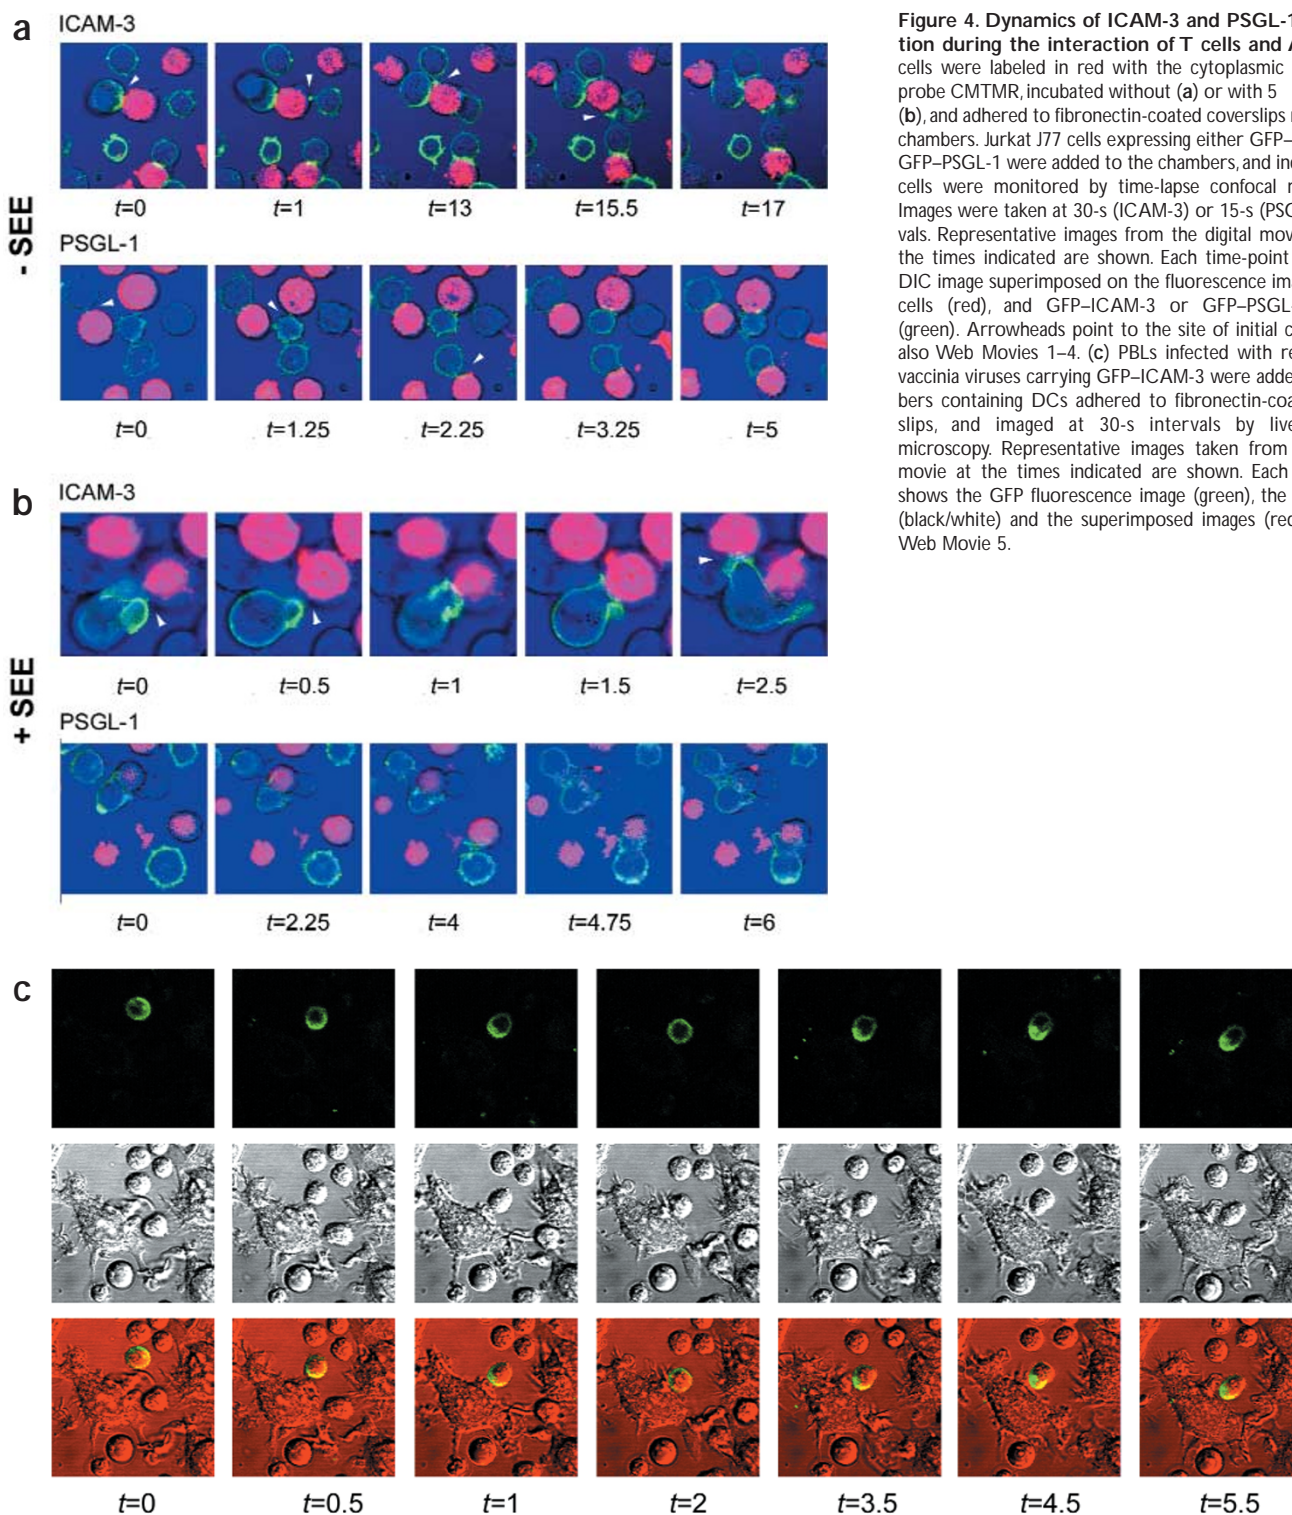 a
ICAM-3
- SEE
t=0 t=1 t=13 t=15.5 t=17
PSGL-1
t=0 t=1.25 t=2.25 t=3.25 t=5
b
ICAM-3
+ SEE
t=0 t=0.5 t=1 t=1.5 t=2.5
PSGL-1
t=0 t=2.25 t=4 t=4.75 t=6
Figure 4. Dynamics of ICAM-3 and PSGL-1
tion during the interaction of T cells and
cells were labeled in red with the cytoplasmic
probe CMTMR, incubated without (a) or with 5
(b), and adhered to fibronectin-coated coverslips
chambers. Jurkat J77 cells expressing either GFP–
GFP–PSGL-1 were added to the chambers, and
cells were monitored by time-lapse confocal
Images were taken at 30-s (ICAM-3) or 15-s
vals. Representative images from the digital
the times indicated are shown. Each time-point
DIC image superimposed on the fluorescence
cells (red), and GFP–ICAM-3 or
(green). Arrowheads point to the site of initial
also Web Movies 1–4. (c) PBLs infected with
vaccinia viruses carrying GFP–ICAM-3 were
bers containing DCs adhered to
slips, and imaged at 30-s intervals by
microscopy. Representative images taken from
movie at the times indicated are shown. Each
shows the GFP fluorescence image (green), the
(black/white) and the superimposed images
Web Movie 5.
c
t=0 t=0.5 t=1 t=2 t=3.5 t=4.5 t=5.5